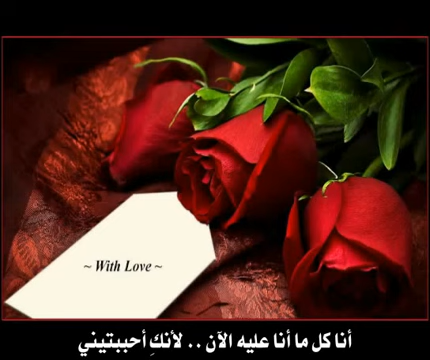 ~ With Love ~
أنا كل ما أنا عليه الآن .. لأنكِ أحببتيني